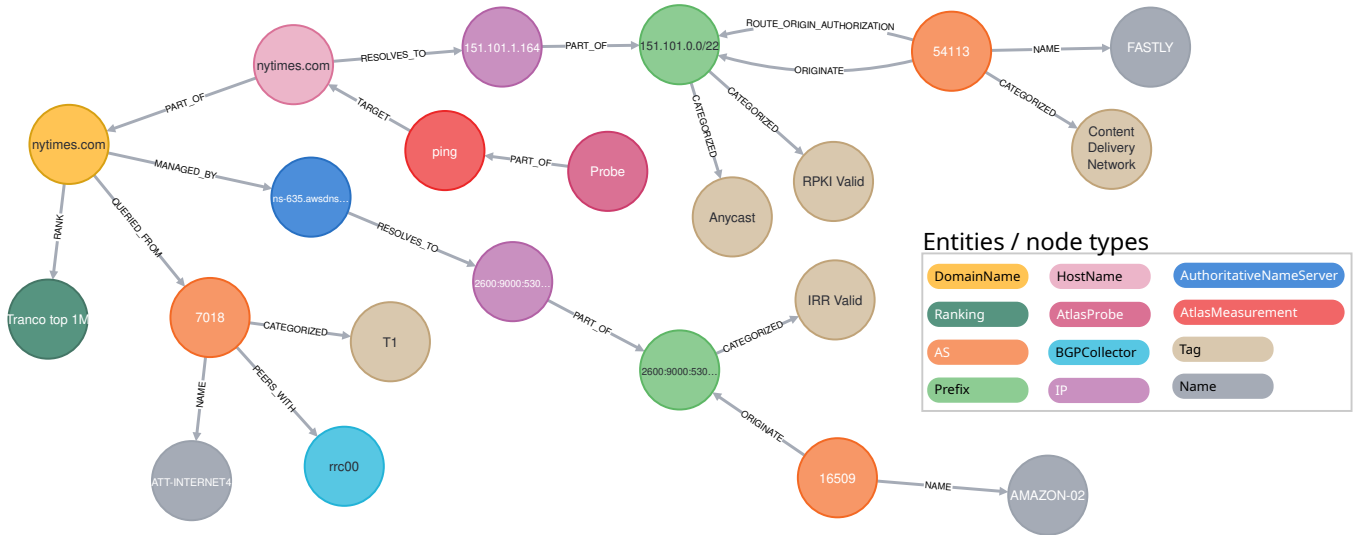 ROUTE_ORIGIN_AUTHORIZATION
nytimes.com
RESOLVES_TO
151.101.1.164
PART_OF
151.101.0.0/22
54113
NAME
FASTLY
ORIGINATE
PART_OF
TARGET
CATEGORIZED
CATEGORIZED
CATEGORIZED
nytimes.com
ping
PART_OF
Probe
Content
Delivery
Network
MANAGED_BY
RPKI Valid
ns-635.awsdns...
Anycast
RANK
QUERIED_FROM
RESOLVES_TO
2600:9000:530...
IRR Valid
Tranco top 1M
7018
CATEGORIZED
T1
PART_OF
CATEGORIZED
2600:9000:530...
NAME
PEERS_WITH
ORIGINATE
ATT-INTERNET4
rrc00
16509
NAME
AMAZON-02
Entities / node types
DomainName
HostName
AuthoritativeNameServer
Ranking
AtlasProbe
AtlasMeasurement
AS
BGPCollector
Tag
Prefix
IP
Name